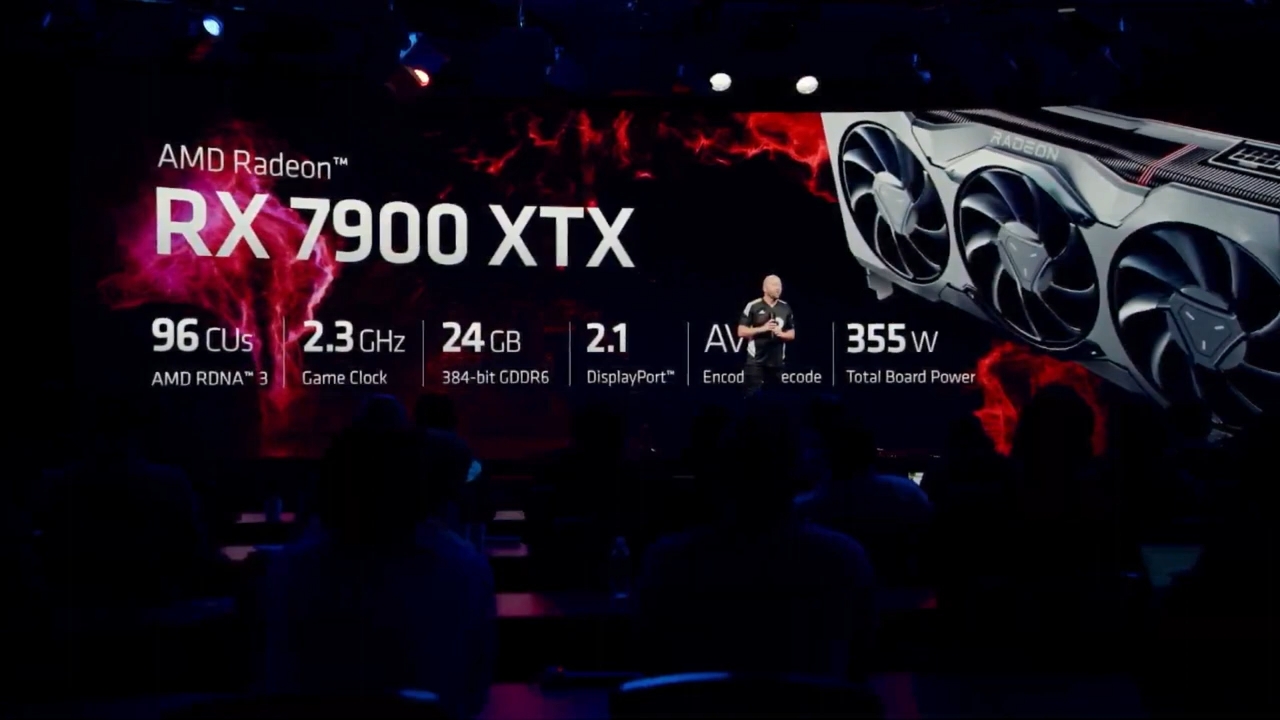 AMD Radeon™
RX 7900 XTX
RADEON
96 CUs
AMD RDNA™ 3
2.3 GHz
Game Clock
24 GB
384-bit GDDR6
2.1
DisplayPort™
355 W
Total Board Power